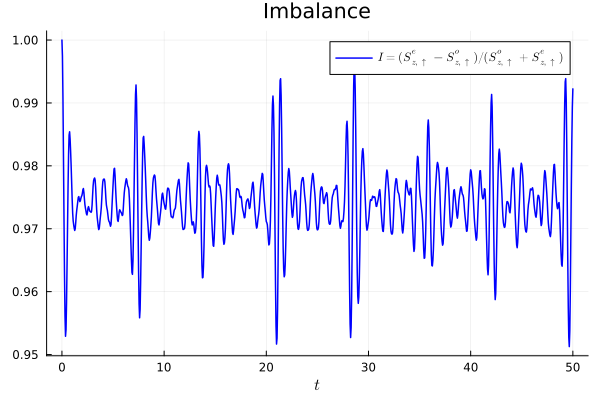 Imbalance
I = (S^e_{z,↑} − S^o_{z,↑})/(S^o_{z,↑} + S^e_{z,↑})
1.00
0.99
0.98
0.97
0.96
0.95
0 10 20 30 40 50
t